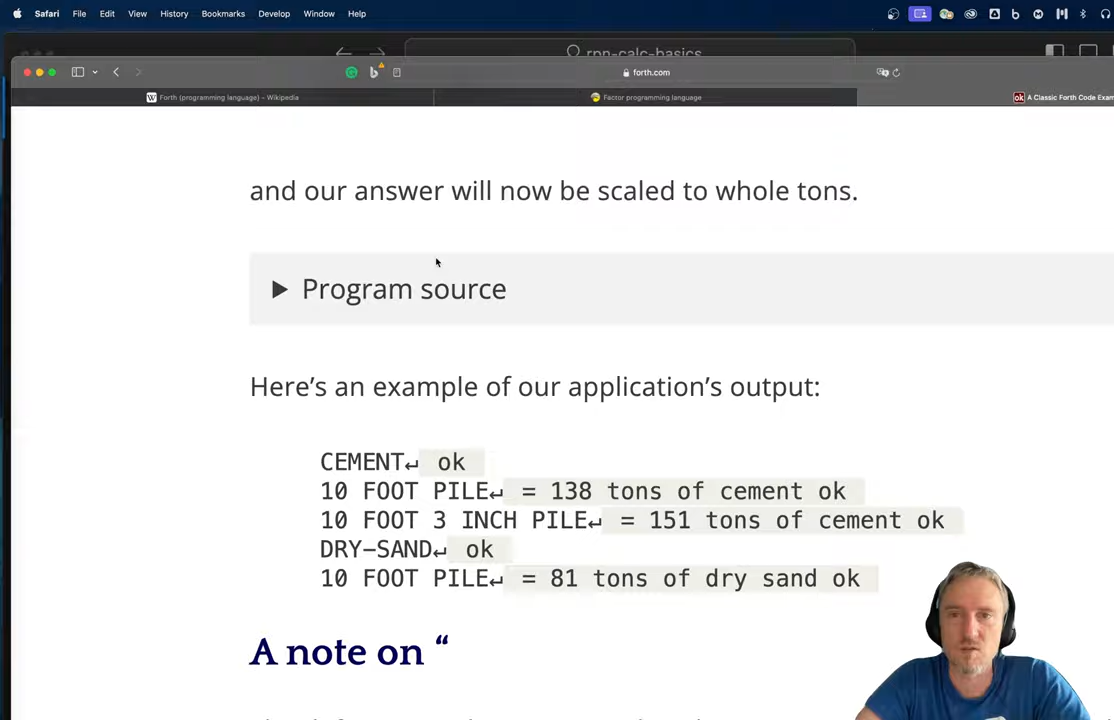 Safari File Edit View History Bookmarks Develop Window Help
rpn-calc-basics
forth.com
W Forth (programming language) – Wikipedia
Factor programming language
ok A Classic Forth Code Exam
and our answer will now be scaled to whole tons.
▶ Program source
Here’s an example of our application’s output:
CEMENT↵ ok
10 FOOT PILE↵ = 138 tons of cement ok
10 FOOT 3 INCH PILE↵ = 151 tons of cement ok
DRY-SAND↵ ok
10 FOOT PILE↵ = 81 tons of dry sand ok
A note on “